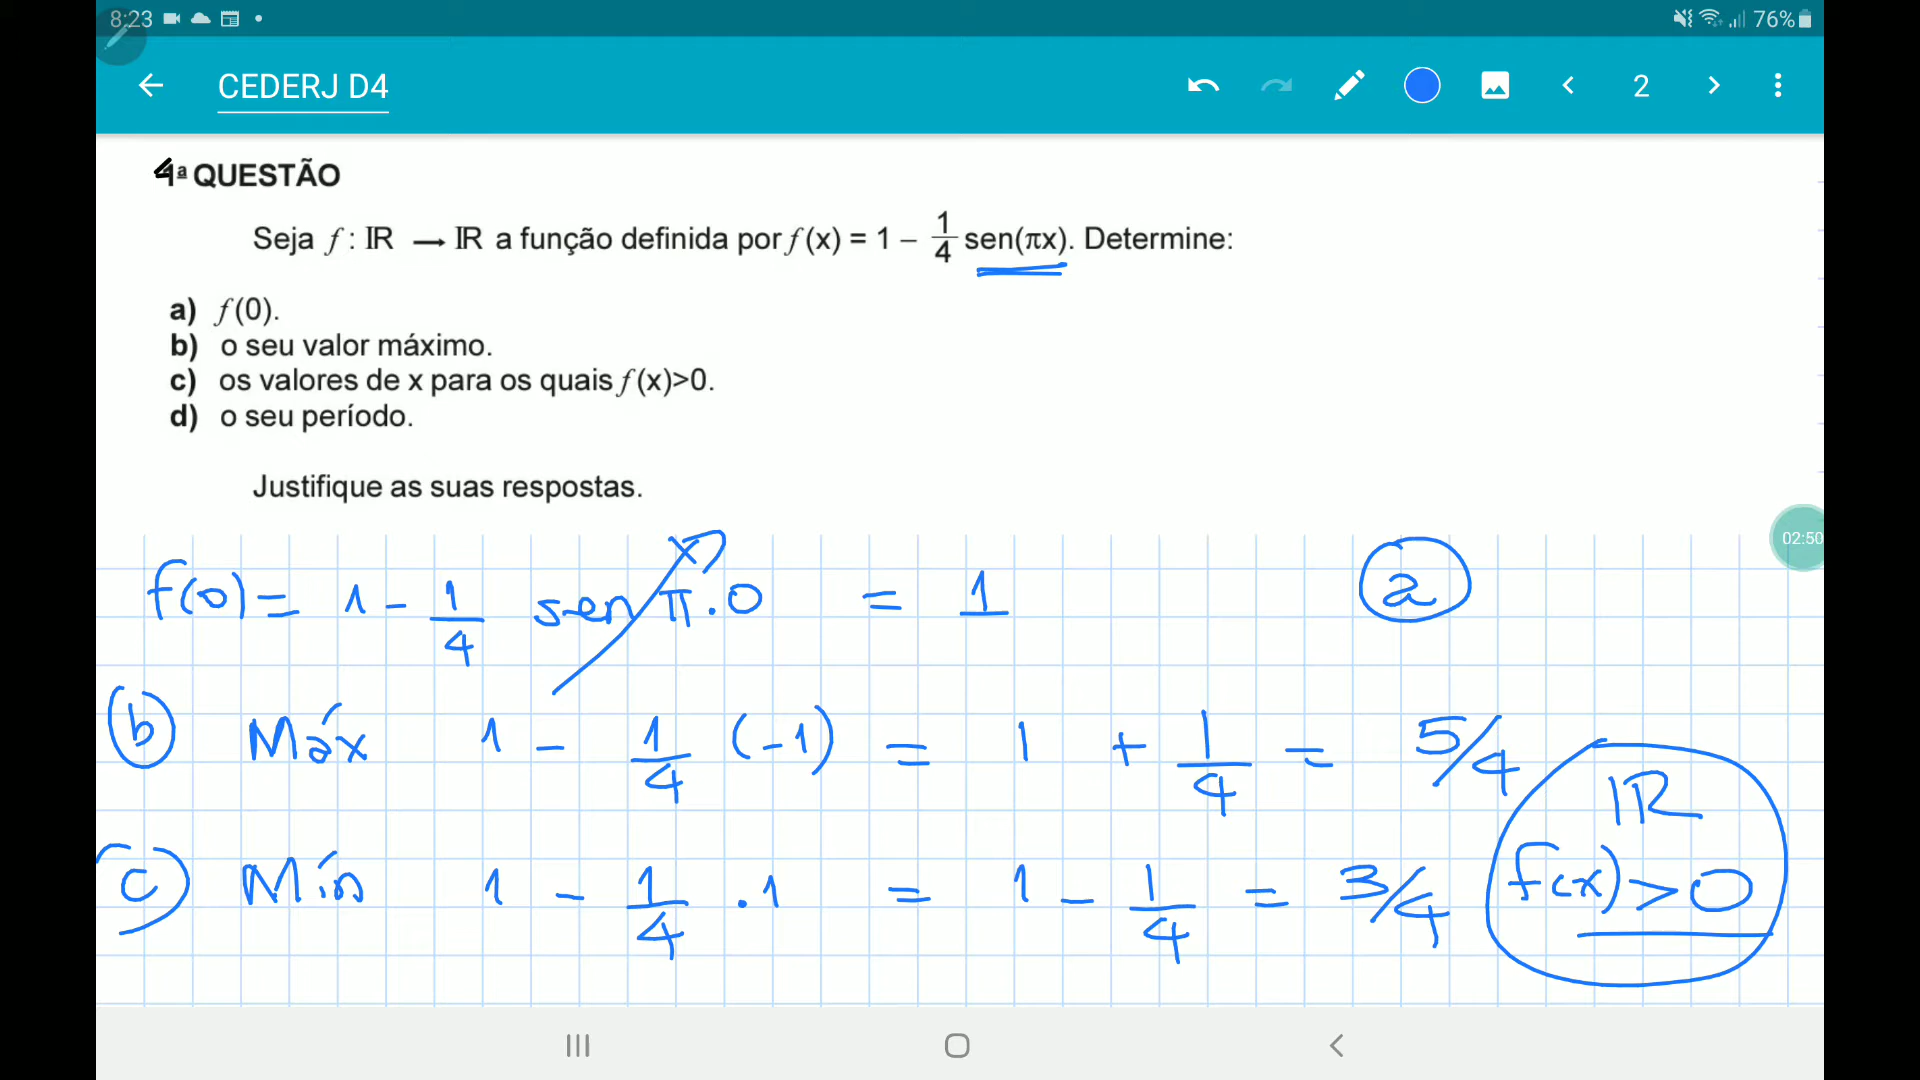 8:23
76%
CEDERJ D4
2
4ª QUESTÃO
Seja f : IR → IR a função definida por f(x) = 1 – 1/4 sen(πx). Determine:
a) f(0).
b) o seu valor máximo.
c) os valores de x para os quais f(x)>0.
d) o seu período.
Justifique as suas respostas.
02:50
f(0) = 1 - 1/4 sen π.0 = 1 a
b Máx 1 - 1/4 (-1) = 1 + 1/4 = 5/4
IR
c Mín 1 - 1/4 . 1 = 1 - 1/4 = 3/4 f(x) > 0